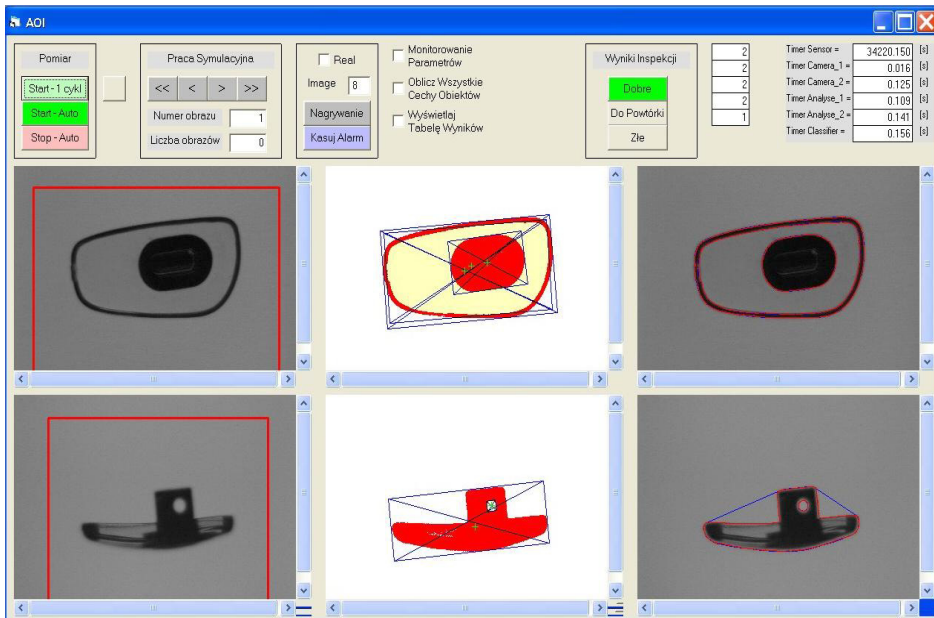 AOI
Pomiar
Start - 1 cykl
Start - Auto
Stop - Auto
Praca Symulacyjna
<< < > >>
Numer obrazu 1
Liczba obrazów 0
Real
Image 8
Nagrywanie
Kasuj Alarm
Monitorowanie
Parametrów
Oblicz Wszystkie
Cechy Obiektów
Wyświetlaj
Tabelę Wyników
Wyniki Inspekcji
Dobre
Do Powtórki
Złe
2
2
2
2
1
Timer Sensor = 34220.150 [s]
Timer Camera_1 = 0.016 [s]
Timer Camera_2 = 0.125 [s]
Timer Analyse_1 = 0.109 [s]
Timer Analyse_2 = 0.141 [s]
Timer Classifier = 0.156 [s]